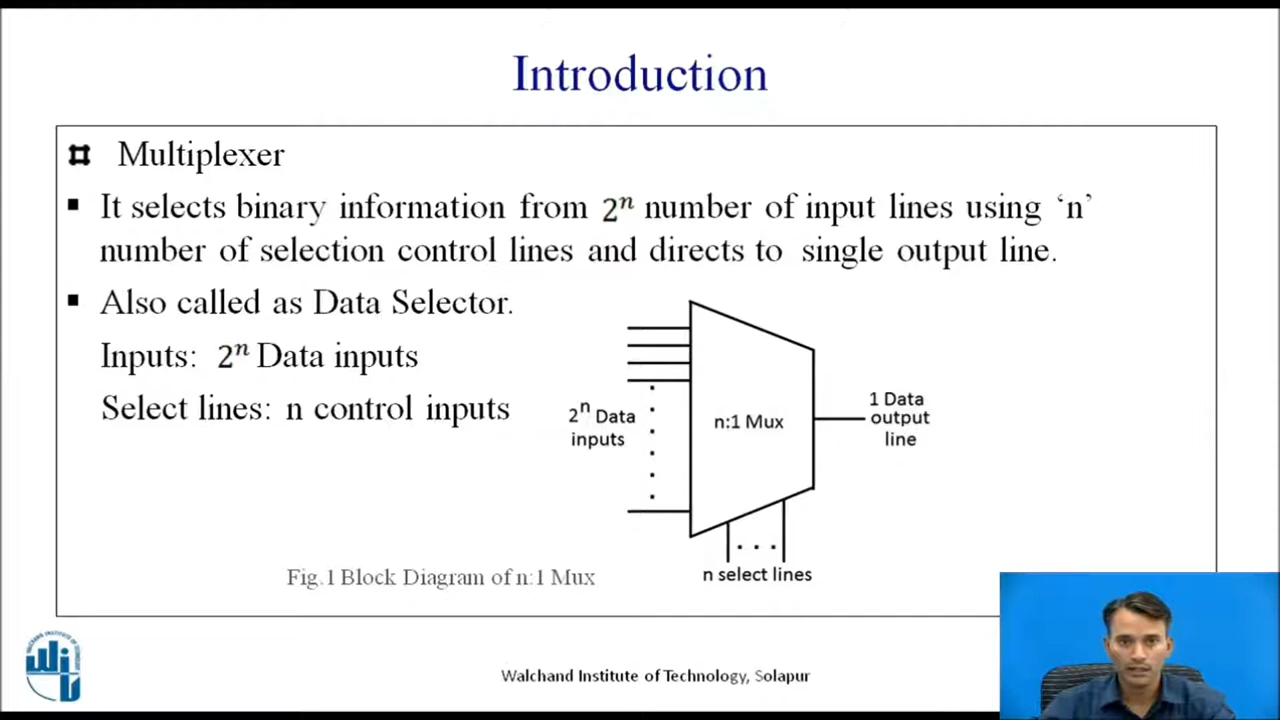 Introduction
Multiplexer
It selects binary information from 2ⁿ number of input lines using ‘n’
number of selection control lines and directs to single output line.
Also called as Data Selector.
Inputs: 2ⁿ Data inputs
Select lines: n control inputs
2ⁿ Data
inputs
n:1 Mux
1 Data
output
line
n select lines
Fig.1 Block Diagram of n:1 Mux
Walchand Institute of Technology, Solapur